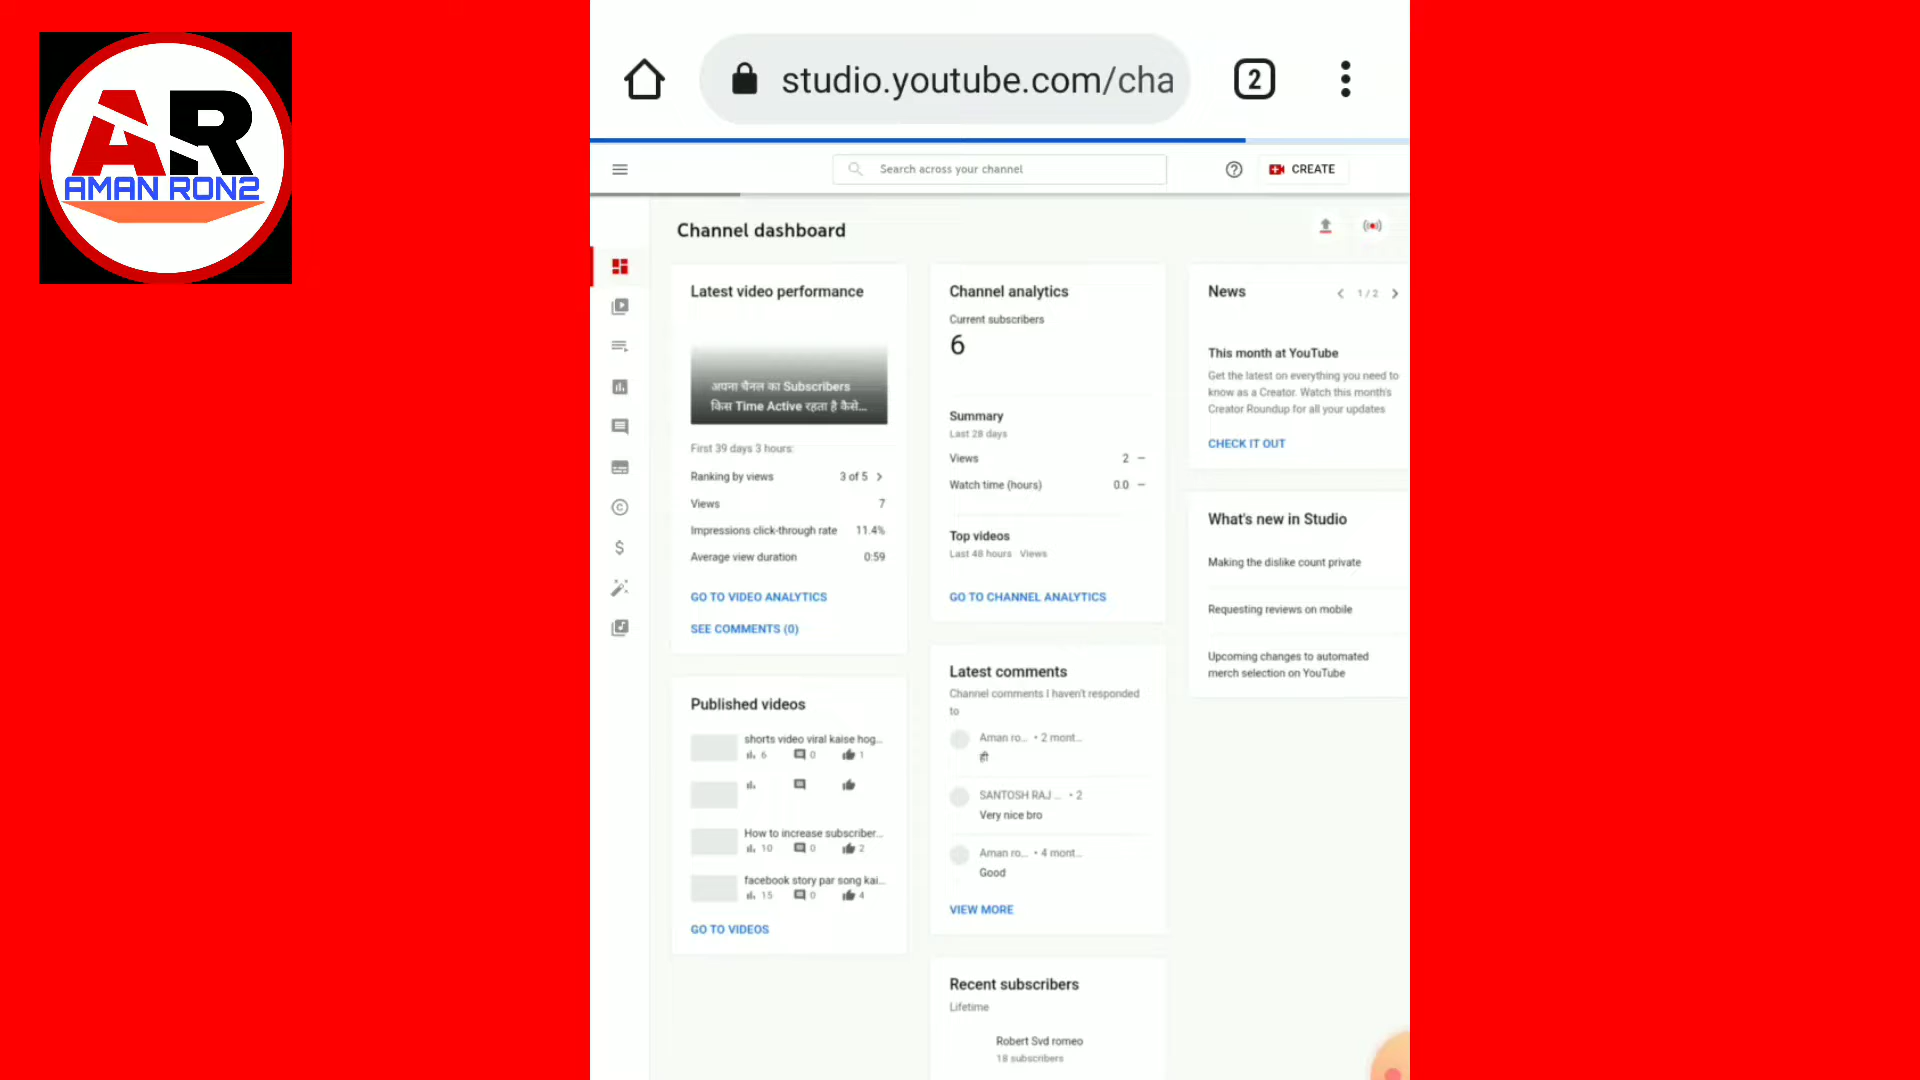 AR
AMAN RON2
studio.youtube.com/cha
2
Search across your channel
CREATE
Channel dashboard
Latest video performance
अपना चैनल का Subscribers
किस Time Active रहता है कैसे...
First 39 days 3 hours:
Ranking by views 3 of 5
Views 7
Impressions click-through rate 11.4%
Average view duration 0:59
GO TO VIDEO ANALYTICS
SEE COMMENTS (0)
Published videos
shorts video viral kaise hog...
6 0 1
How to increase subscriber...
10 0 2
facebook story par song kai...
15 0 4
GO TO VIDEOS
Channel analytics
Current subscribers
6
Summary
Last 28 days
Views 2 —
Watch time (hours) 0.0 —
Top videos
Last 48 hours · Views
GO TO CHANNEL ANALYTICS
Latest comments
Channel comments I haven't responded
to
Aman ro... • 2 mont...
ही
SANTOSH RAJ ... • 2
Very nice bro
Aman ro... • 4 mont...
Good
VIEW MORE
Recent subscribers
Lifetime
Robert Svd romeo
18 subscribers
News
1 / 2
This month at YouTube
Get the latest on everything you need to
know as a Creator. Watch this month's
Creator Roundup for all your updates
CHECK IT OUT
What's new in Studio
Making the dislike count private
Requesting reviews on mobile
Upcoming changes to automated
merch selection on YouTube